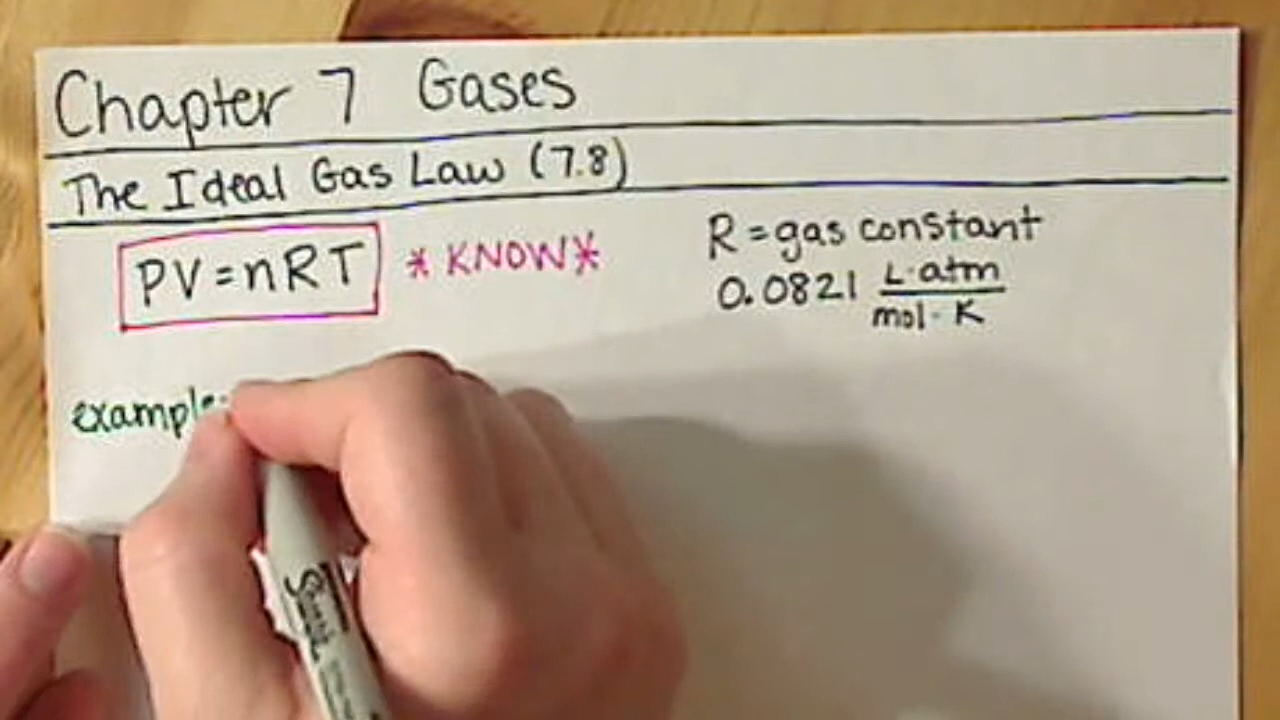 Chapter 7 Gases
The Ideal Gas Law (7.8)
PV=nRT *KNOW*
R = gas constant
0.0821 L·atm
mol·K
example:
Sharpie